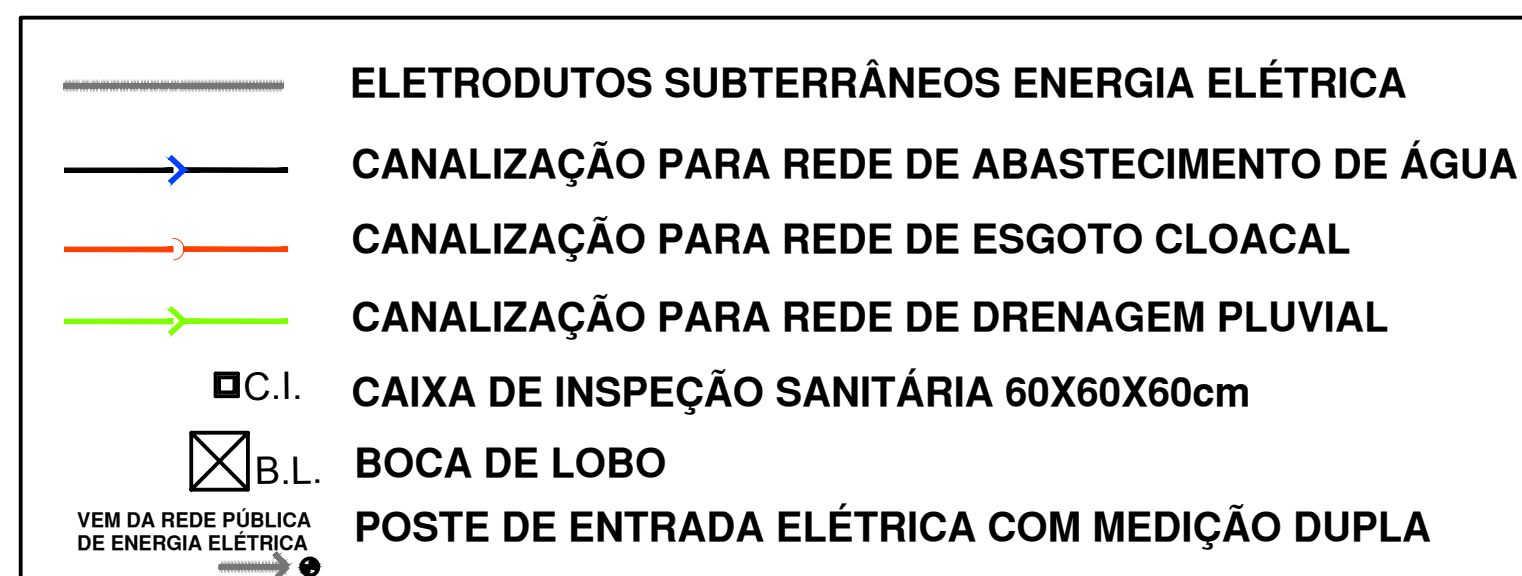 ELETRODUTOS SUBTERRÂNEOS ENERGIA ELÉTRICA
CANALIZAÇÃO PARA REDE DE ABASTECIMENTO DE ÁGUA
CANALIZAÇÃO PARA REDE DE ESGOTO CLOACAL
CANALIZAÇÃO PARA REDE DE DRENAGEM PLUVIAL
C.I. CAIXA DE INSPEÇÃO SANITÁRIA 60X60X60cm
B.L. BOCA DE LOBO
VEM DA REDE PÚBLICA
DE ENERGIA ELÉTRICA
POSTE DE ENTRADA ELÉTRICA COM MEDIÇÃO DUPLA